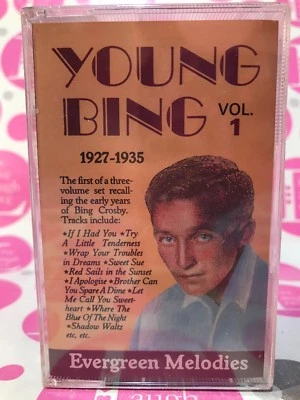 YOUNG
BING VOL.
1
1927-1935
The first of a three-
volume set recall-
ing the early years
of Bing Crosby.
Tracks include:
★If I Had You ★Try
A Little Tenderness
★Wrap Your Troubles
in Dreams ★Sweet Sue
★Red Sails in the Sunset
★I Apologise ★Brother Can
You Spare A Dime ★Let
Me Call You Sweet-
heart ★Where The
Blue Of The Night
★Shadow Waltz
etc, etc.
Evergreen Melodies
augh